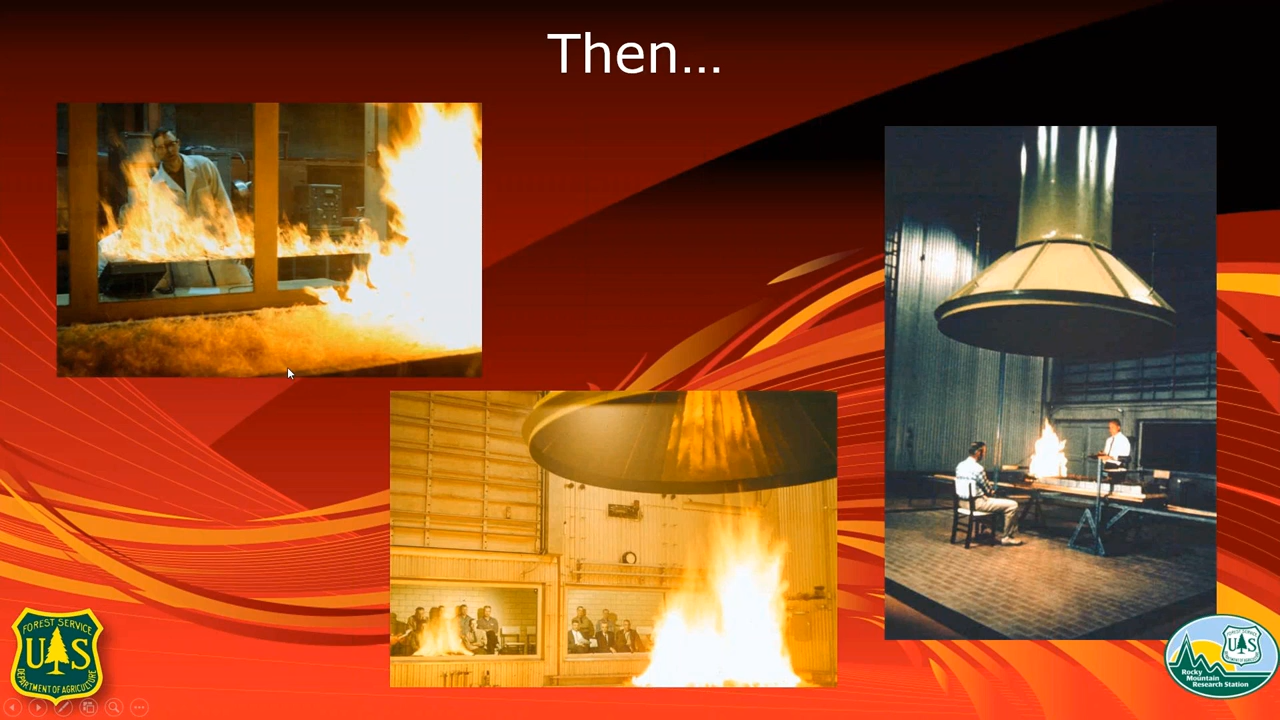 Then...
FOREST SERVICE
U S
DEPARTMENT OF AGRICULTURE
Rocky
Mountain
Research Station
U S